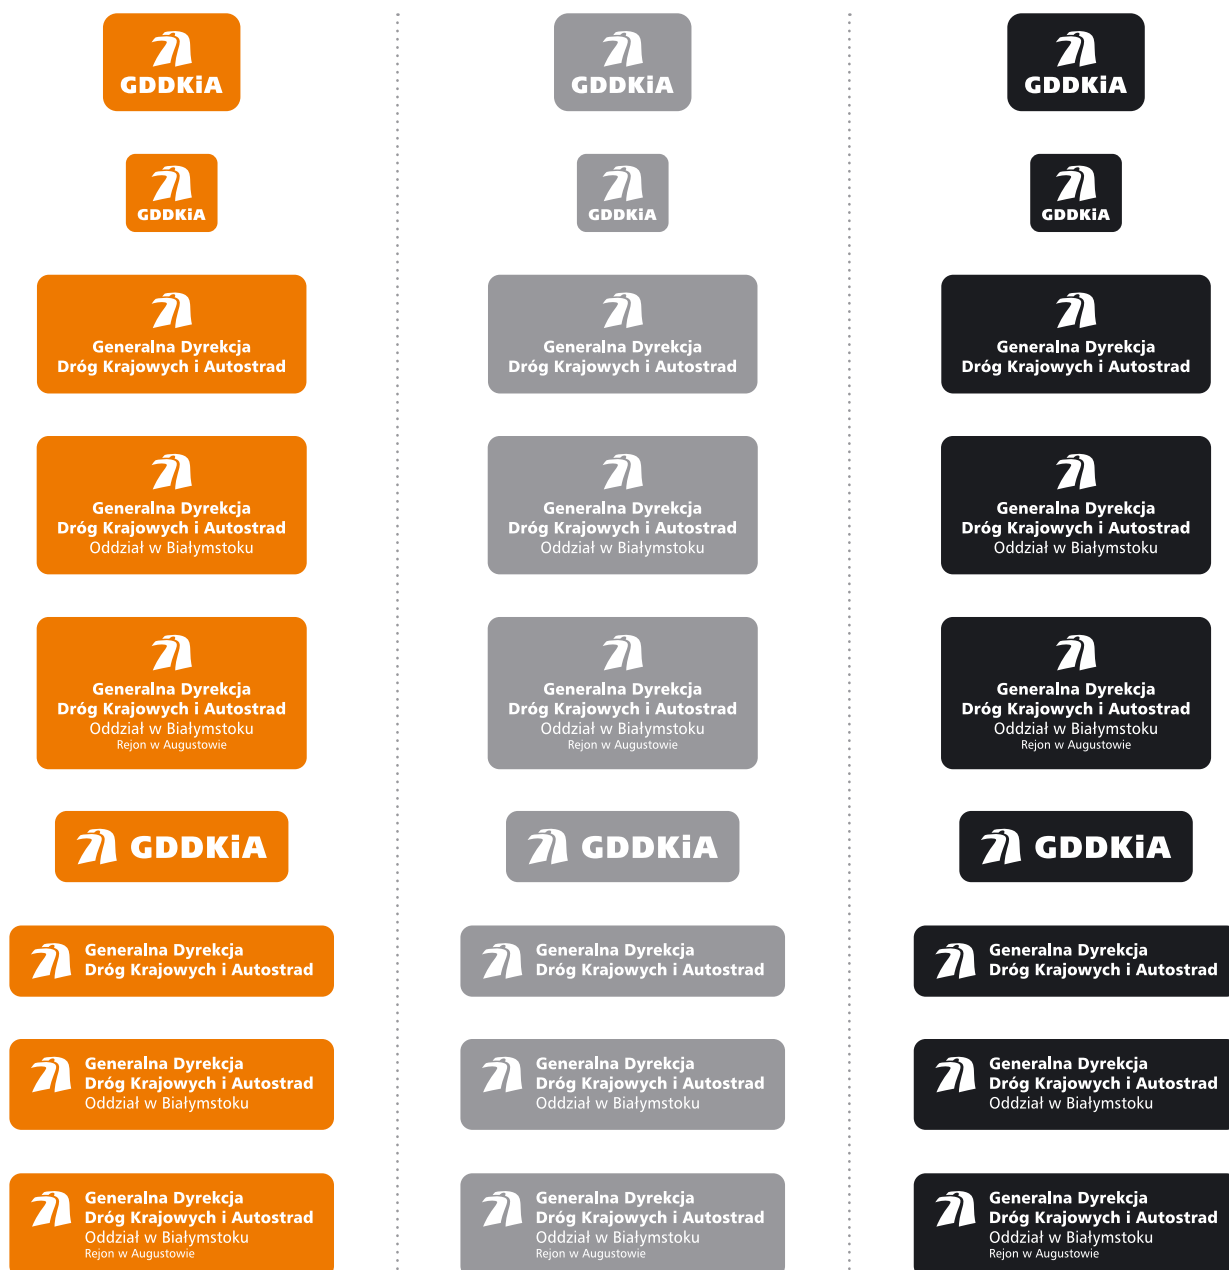 GDDKiA
GDDKiA
GDDKiA
GDDKiA
GDDKiA
GDDKiA
Generalna Dyrekcja
Dróg Krajowych i Autostrad
Generalna Dyrekcja
Dróg Krajowych i Autostrad
Generalna Dyrekcja
Dróg Krajowych i Autostrad
Generalna Dyrekcja
Dróg Krajowych i Autostrad
Oddział w Białymstoku
Generalna Dyrekcja
Dróg Krajowych i Autostrad
Oddział w Białymstoku
Generalna Dyrekcja
Dróg Krajowych i Autostrad
Oddział w Białymstoku
Generalna Dyrekcja
Dróg Krajowych i Autostrad
Oddział w Białymstoku
Rejon w Augustowie
Generalna Dyrekcja
Dróg Krajowych i Autostrad
Oddział w Białymstoku
Rejon w Augustowie
Generalna Dyrekcja
Dróg Krajowych i Autostrad
Oddział w Białymstoku
Rejon w Augustowie
GDDKiA
GDDKiA
GDDKiA
Generalna Dyrekcja
Dróg Krajowych i Autostrad
Generalna Dyrekcja
Dróg Krajowych i Autostrad
Generalna Dyrekcja
Dróg Krajowych i Autostrad
Generalna Dyrekcja
Dróg Krajowych i Autostrad
Oddział w Białymstoku
Generalna Dyrekcja
Dróg Krajowych i Autostrad
Oddział w Białymstoku
Generalna Dyrekcja
Dróg Krajowych i Autostrad
Oddział w Białymstoku
Generalna Dyrekcja
Dróg Krajowych i Autostrad
Oddział w Białymstoku
Rejon w Augustowie
Generalna Dyrekcja
Dróg Krajowych i Autostrad
Oddział w Białymstoku
Rejon w Augustowie
Generalna Dyrekcja
Dróg Krajowych i Autostrad
Oddział w Białymstoku
Rejon w Augustowie